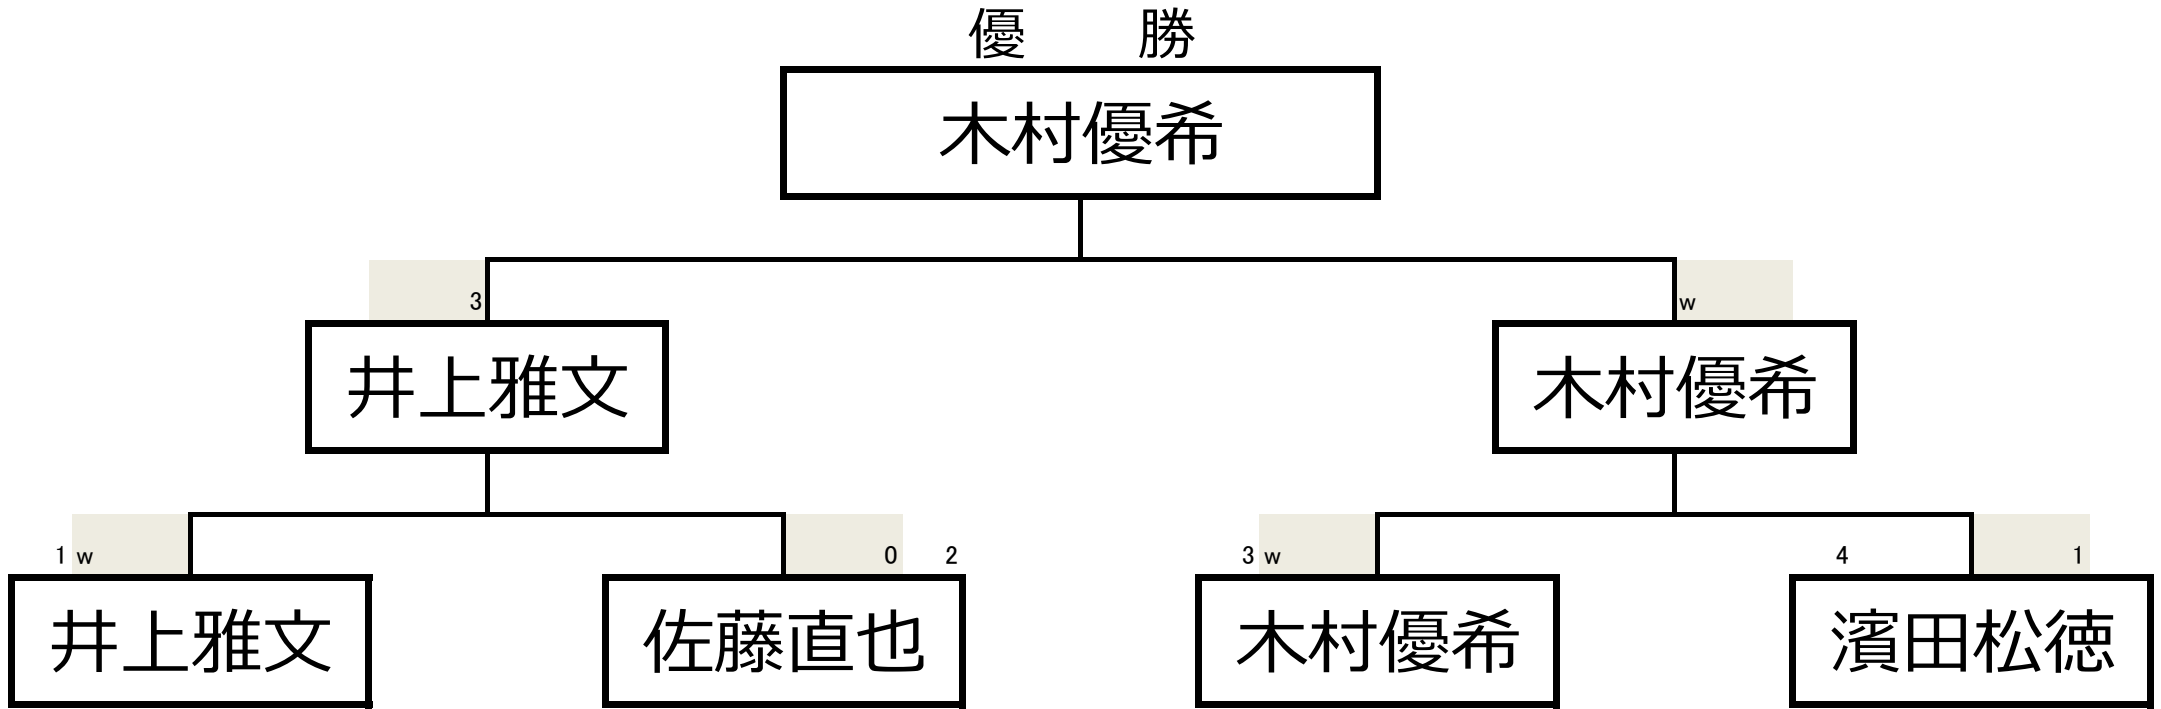 優　勝
木村優希
3 w
井上雅文 木村優希
1 w 0 2 3 w 4 1
井上雅文 佐藤直也 木村優希 濱田松徳